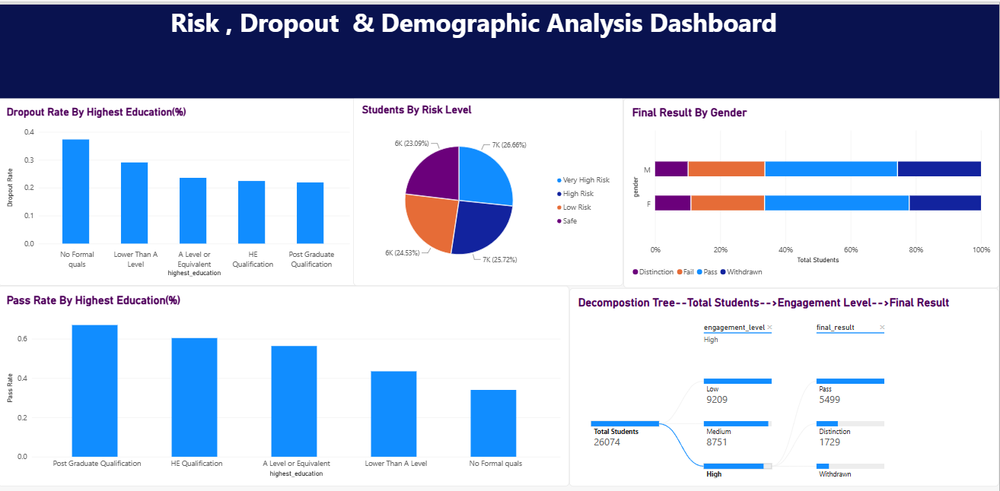 Risk , Dropout & Demographic Analysis Dashboard
Dropout Rate By Highest Education(%)
Dropout Rate
0.4
0.3
0.2
0.1
0.0
No Formal
quals
Lower Than A
Level
A Level or
Equivalent
HE
Qualification
Post Graduate
Qualification
highest_education
Students By Risk Level
6K (23.09%)
7K (26.66%)
6K (24.53%)
7K (25.72%)
Very High Risk
High Risk
Low Risk
Safe
Final Result By Gender
gender
M
F
0%
20%
40%
60%
80%
100%
Total Students
Distinction
Fail
Pass
Withdrawn
Pass Rate By Highest Education(%)
Pass Rate
0.6
0.4
0.2
0.0
Post Graduate Qualification
HE Qualification
A Level or Equivalent
Lower Than A Level
No Formal quals
highest_education
Decompostion Tree--Total Students-->Engagement Level-->Final Result
engagement_level
High
final_result
Total Students
26074
Low
9209
Medium
8751
High
Pass
5499
Distinction
1729
Withdrawn